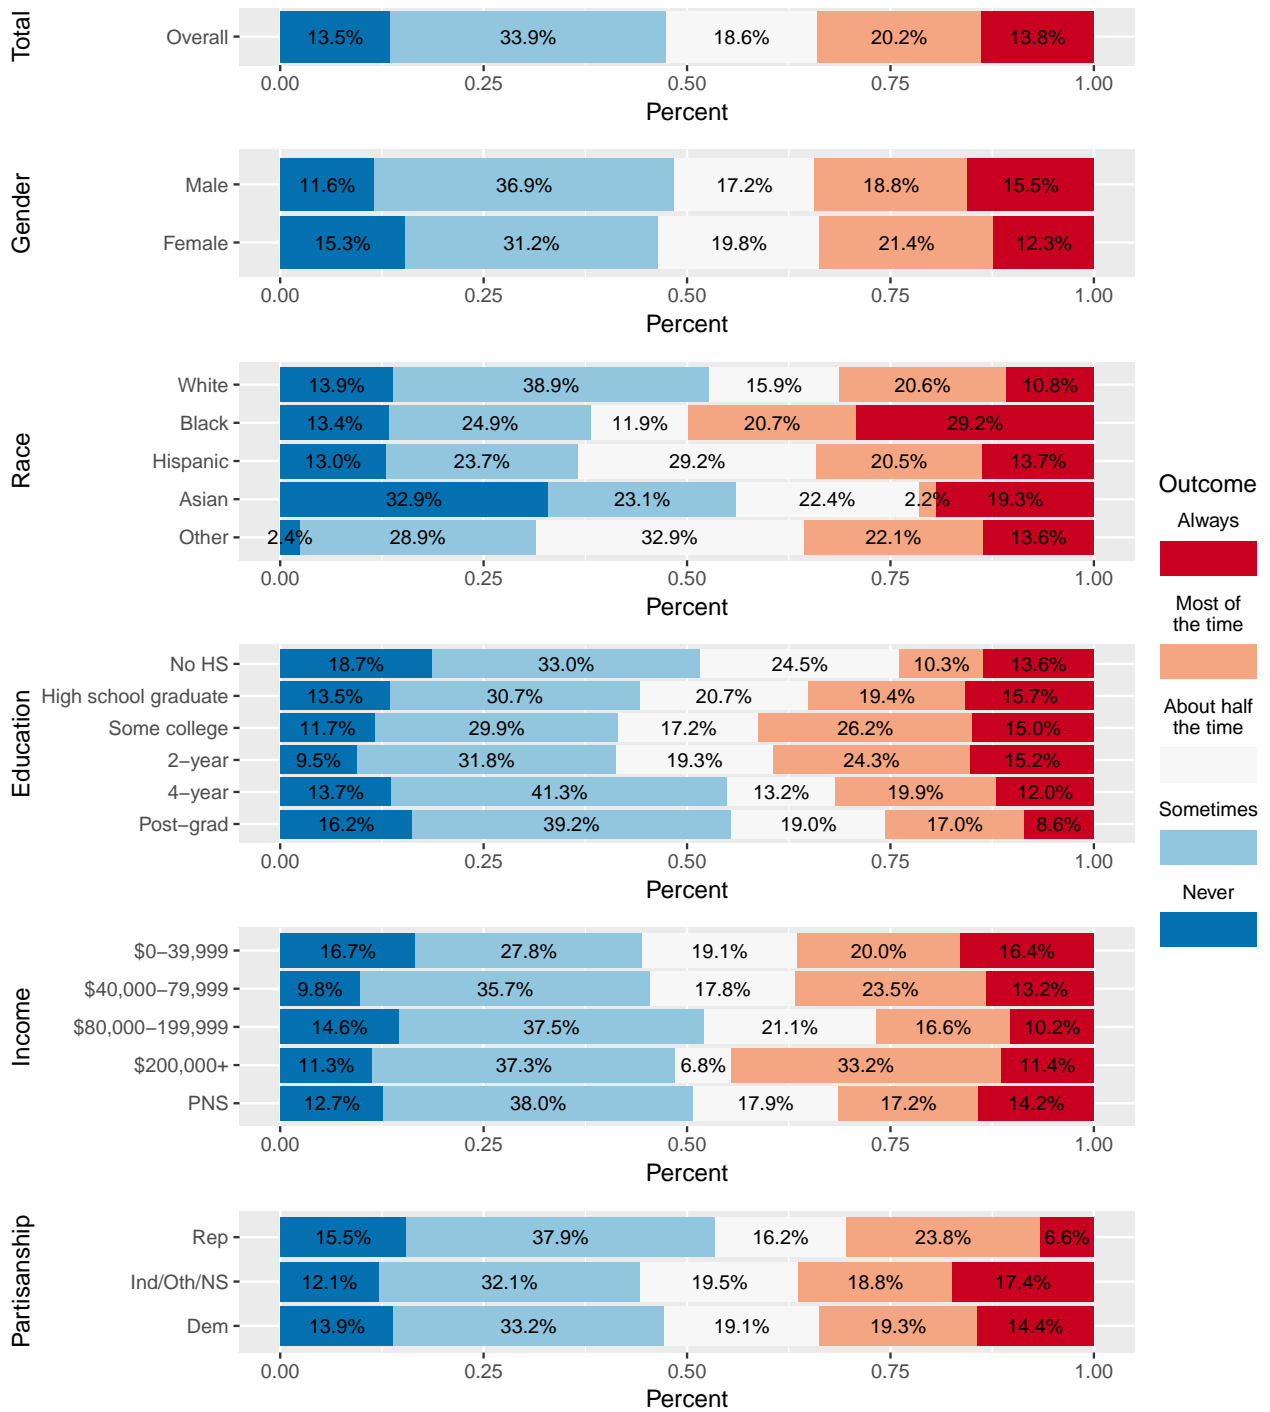 Total
Overall
13.5% 33.9% 18.6% 20.2% 13.8%
0.00 0.25 0.50 0.75 1.00
Percent
Gender
Male
11.6% 36.9% 17.2% 18.8% 15.5%
Female
15.3% 31.2% 19.8% 21.4% 12.3%
0.00 0.25 0.50 0.75 1.00
Percent
Race
White
13.9% 38.9% 15.9% 20.6% 10.8%
Black
13.4% 24.9% 11.9% 20.7% 29.2%
Hispanic
13.0% 23.7% 29.2% 20.5% 13.7%
Asian
32.9% 23.1% 22.4% 2.2% 19.3%
Other
2.4% 28.9% 32.9% 22.1% 13.6%
0.00 0.25 0.50 0.75 1.00
Percent
Education
No HS
18.7% 33.0% 24.5% 10.3% 13.6%
High school graduate
13.5% 30.7% 20.7% 19.4% 15.7%
Some college
11.7% 29.9% 17.2% 26.2% 15.0%
2−year
9.5% 31.8% 19.3% 24.3% 15.2%
4−year
13.7% 41.3% 13.2% 19.9% 12.0%
Post−grad
16.2% 39.2% 19.0% 17.0% 8.6%
0.00 0.25 0.50 0.75 1.00
Percent
Income
$0−39,999
16.7% 27.8% 19.1% 20.0% 16.4%
$40,000−79,999
9.8% 35.7% 17.8% 23.5% 13.2%
$80,000−199,999
14.6% 37.5% 21.1% 16.6% 10.2%
$200,000+
11.3% 37.3% 6.8% 33.2% 11.4%
PNS
12.7% 38.0% 17.9% 17.2% 14.2%
0.00 0.25 0.50 0.75 1.00
Percent
Partisanship
Rep
15.5% 37.9% 16.2% 23.8% 6.6%
Ind/Oth/NS
12.1% 32.1% 19.5% 18.8% 17.4%
Dem
13.9% 33.2% 19.1% 19.3% 14.4%
0.00 0.25 0.50 0.75 1.00
Percent
Outcome
Always
Most of
the time
About half
the time
Sometimes
Never